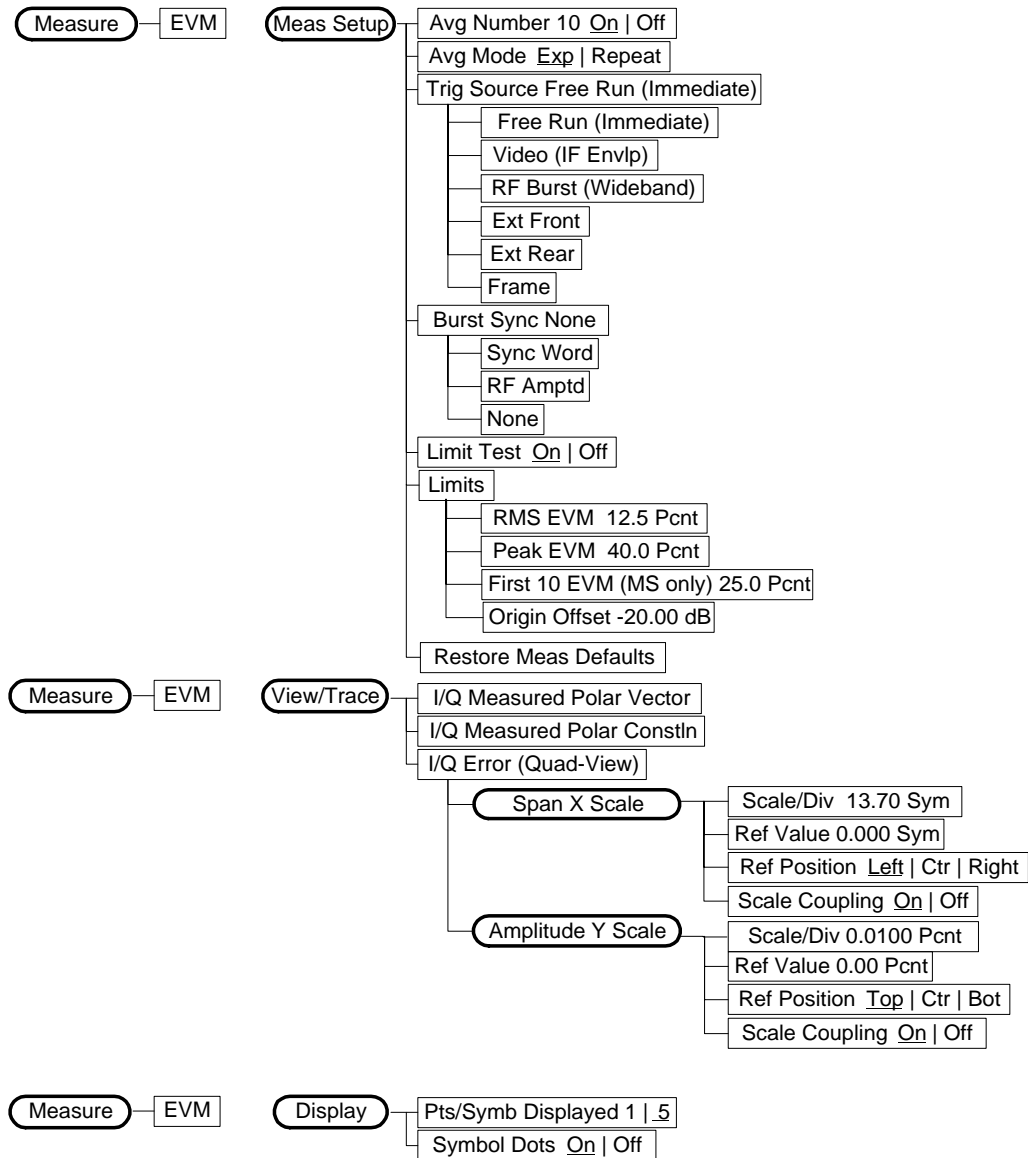 Measure
EVM
Meas Setup
Avg Number 10 On | Off
Avg Mode Exp | Repeat
Trig Source Free Run (Immediate)
Free Run (Immediate)
Video (IF Envlp)
RF Burst (Wideband)
Ext Front
Ext Rear
Frame
Burst Sync None
Sync Word
RF Amptd
None
Limit Test On | Off
Limits
RMS EVM 12.5 Pcnt
Peak EVM 40.0 Pcnt
First 10 EVM (MS only) 25.0 Pcnt
Origin Offset -20.00 dB
Restore Meas Defaults
Measure
EVM
View/Trace
I/Q Measured Polar Vector
I/Q Measured Polar Constln
I/Q Error (Quad-View)
Span X Scale
Scale/Div 13.70 Sym
Ref Value 0.000 Sym
Ref Position Left | Ctr | Right
Scale Coupling On | Off
Amplitude Y Scale
Scale/Div 0.0100 Pcnt
Ref Value 0.00 Pcnt
Ref Position Top | Ctr | Bot
Scale Coupling On | Off
Measure
EVM
Display
Pts/Symb Displayed 1 | 5
Symbol Dots On | Off